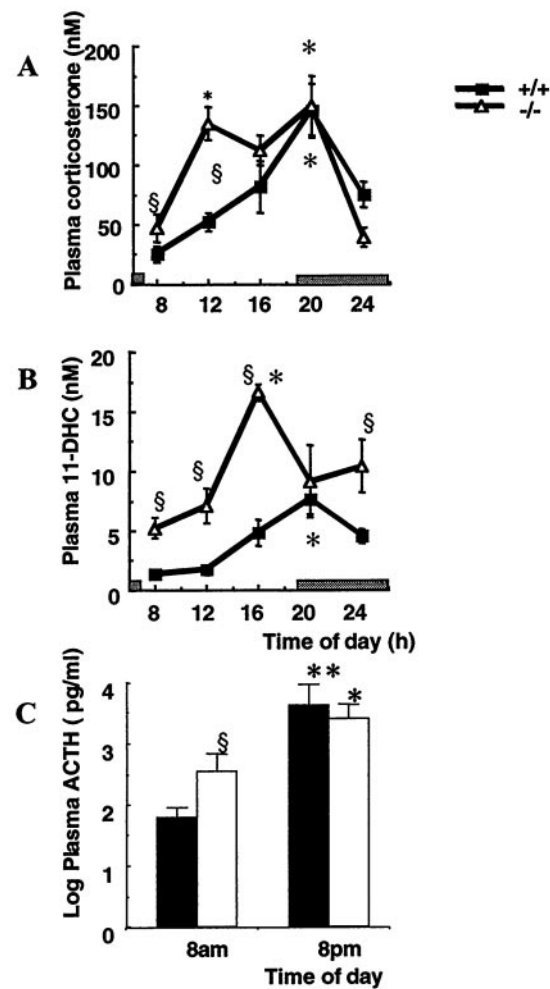 A
Plasma corticosterone (nM)
200
150
100
50
0
§
*
§
*
*
+/+
-/-
8 12 16 20 24
B
Plasma 11-DHC (nM)
20
15
10
5
0
§
§
§ *
*
§
8 12 16 20 24
Time of day (h)
C
Log Plasma ACTH ( pg/ml)
4
3
2
1
0
§
**
*
8am 8pm
Time of day